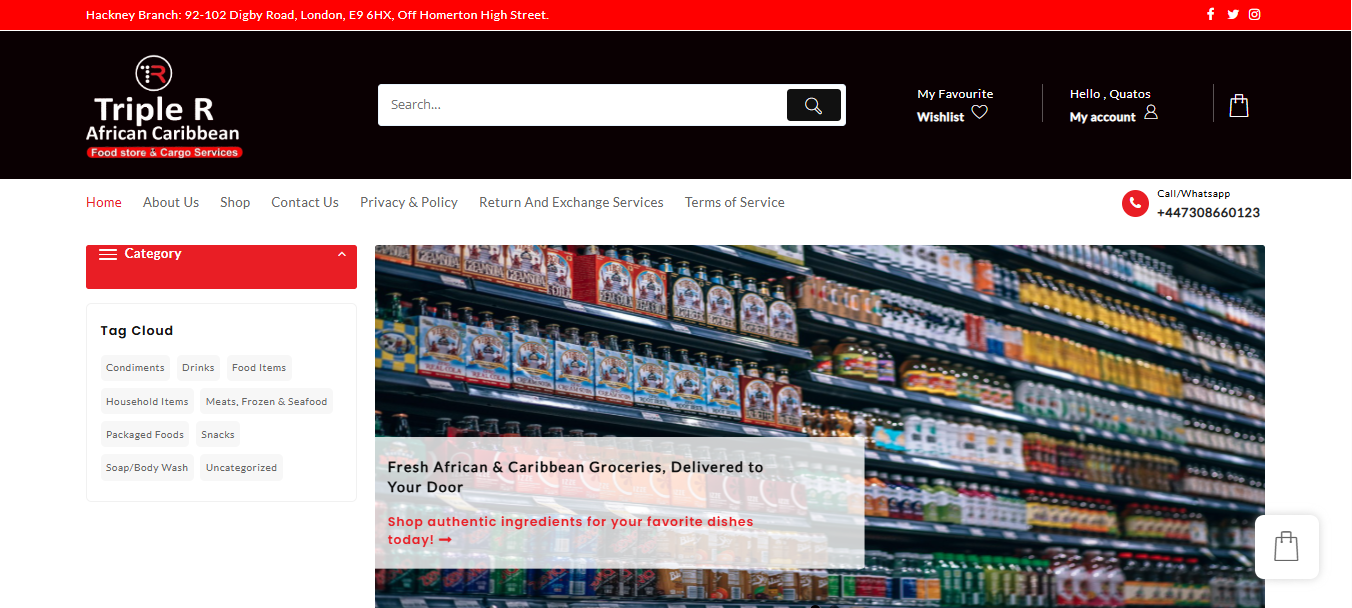 Hackney Branch: 92-102 Digby Road, London, E9 6HX, Off Homerton High Street.
R
Triple R
African Caribbean
Food store & Cargo Services
Search...
My Favourite
Wishlist
Hello , Quatos
My account
Home About Us Shop Contact Us Privacy & Policy Return And Exchange Services Terms of Service
Call/Whatsapp
+447308660123
Category
Tag Cloud
Condiments Drinks Food Items
Household Items Meats, Frozen & Seafood
Packaged Foods Snacks
Soap/Body Wash Uncategorized
Fresh African & Caribbean Groceries, Delivered to
Your Door
Shop authentic ingredients for your favorite dishes
today!